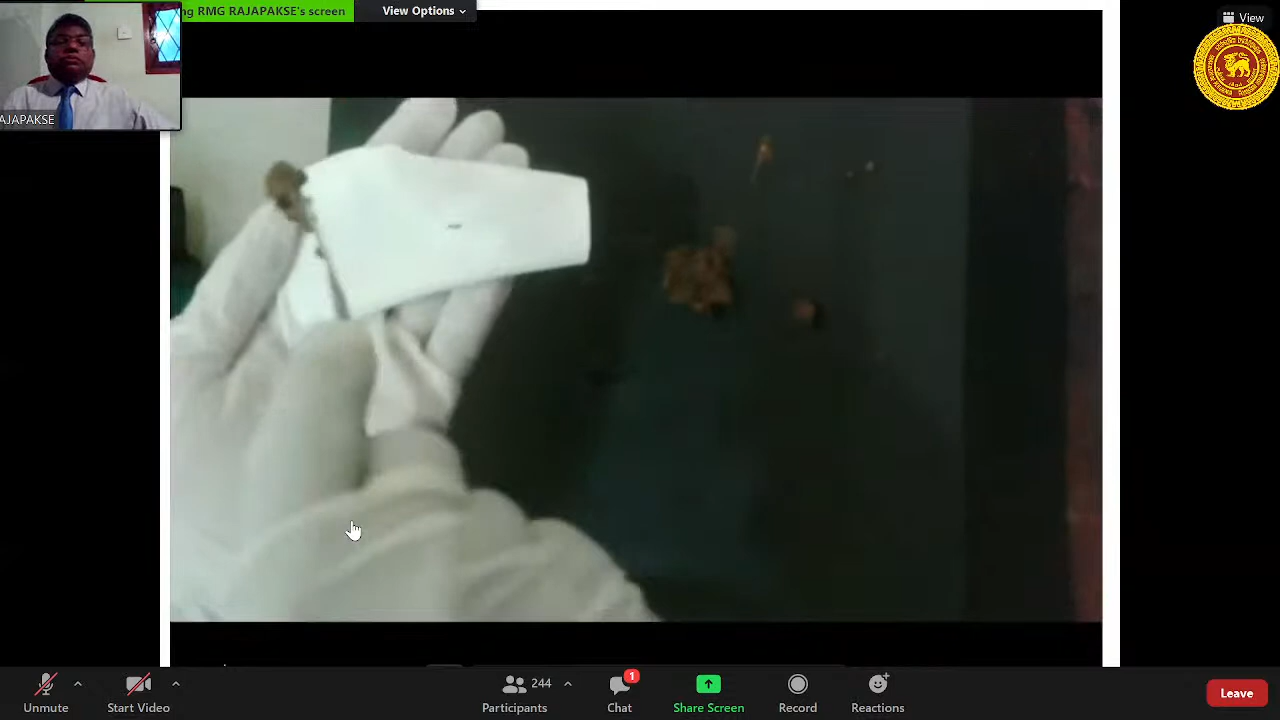 ng RMG RAJAPAKSE's screen
View Options
View
AJAPAKSE
Unmute
Start Video
244
Participants
1
Chat
Share Screen
Record
Reactions
Leave